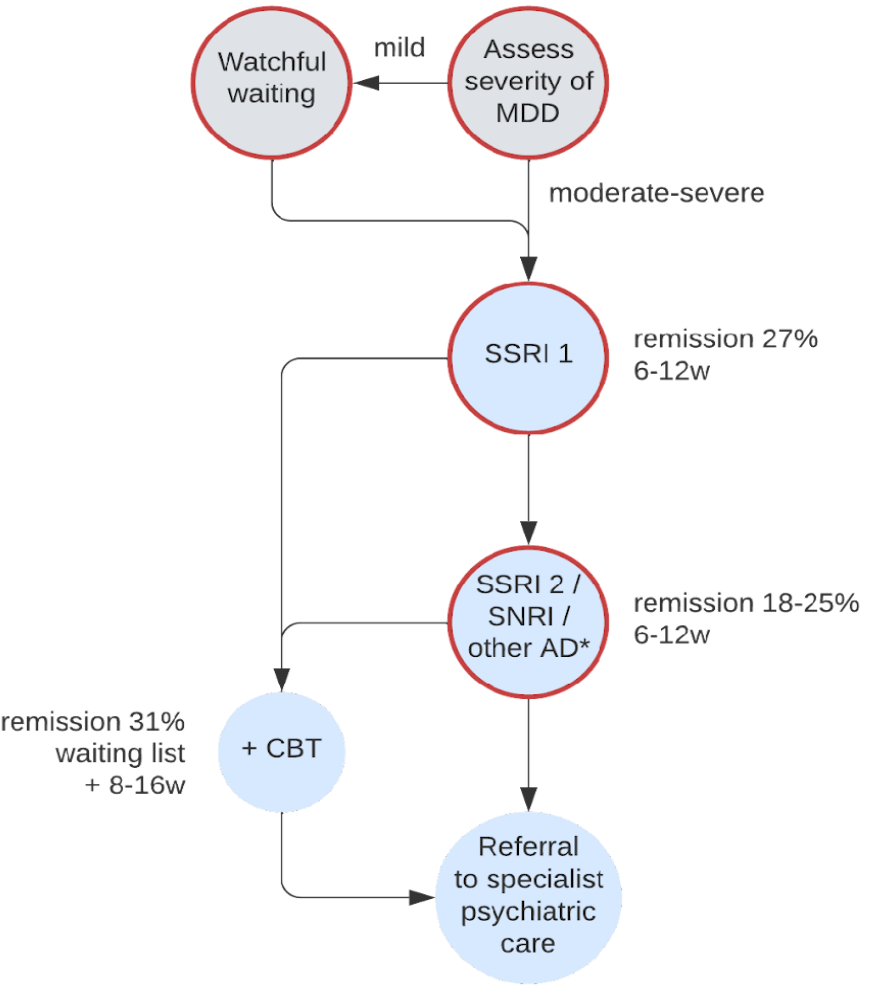 Watchful
waiting
mild
Assess
severity of
MDD
moderate-severe
SSRI 1
remission 27%
6-12w
SSRI 2 /
SNRI /
other AD*
remission 18-25%
6-12w
remission 31%
waiting list
+ 8-16w
+ CBT
Referral
to specialist
psychiatric
care